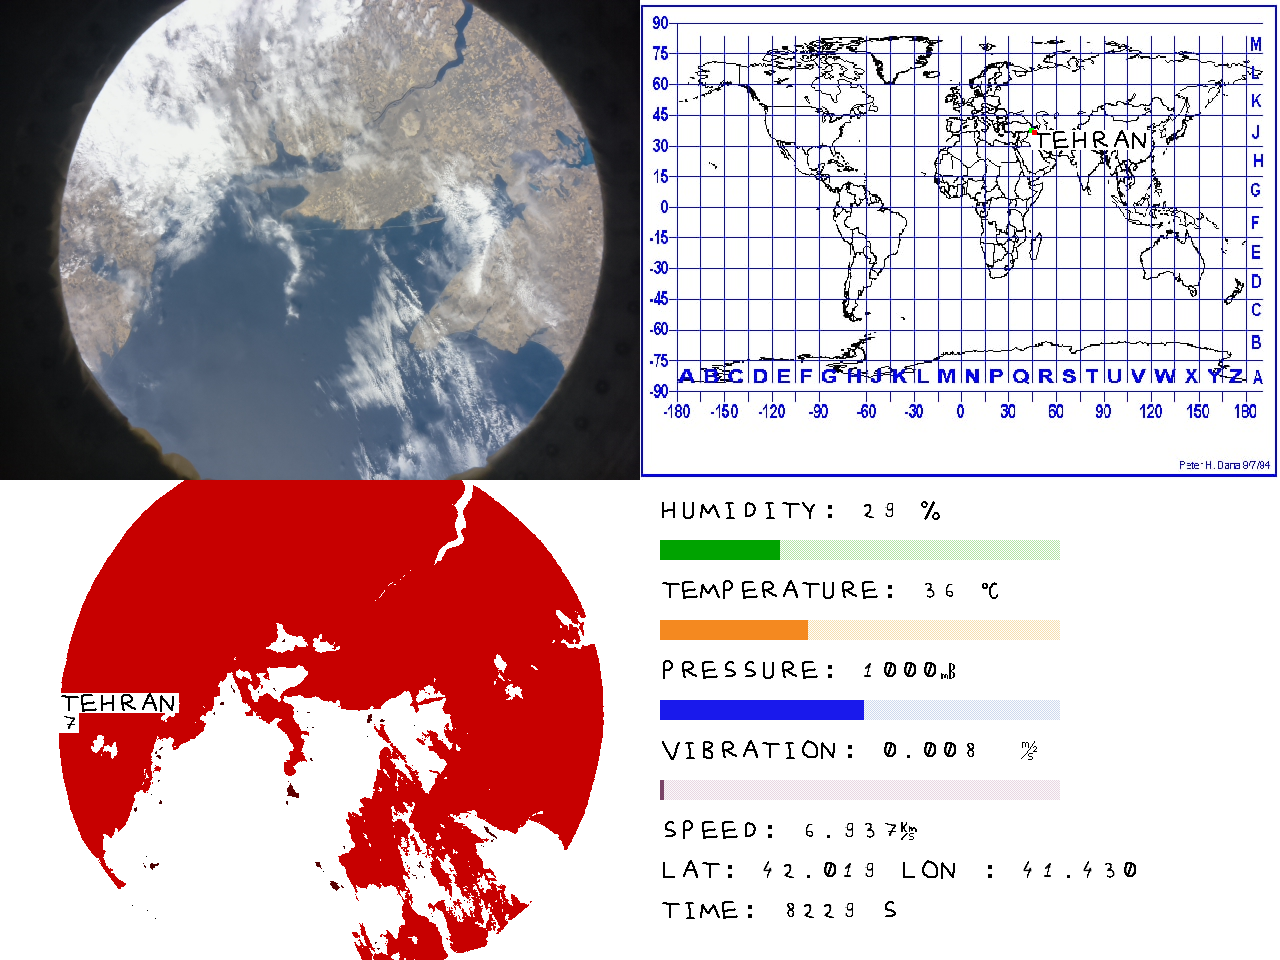 90
75
60
45
30
15
0
-15
-30
-45
-60
-75
-90
M
L
K
J
H
G
F
E
D
C
B
A
TEHRAN
A B C D E F G H J K L M N P Q R S T U V W X Y Z
-180 -150 -120 -90 -60 -30 0 30 60 90 120 150 180
Peter H. Dana 9/7/94
TEHRAN
7
HUMIDITY: 29 %
TEMPERATURE: 36 °C
PRESSURE: 1000mB
VIBRATION: 0.008 m/s2
SPEED: 6.937Km/s
LAT: 42.019 LON : 41.430
TIME: 8229 S